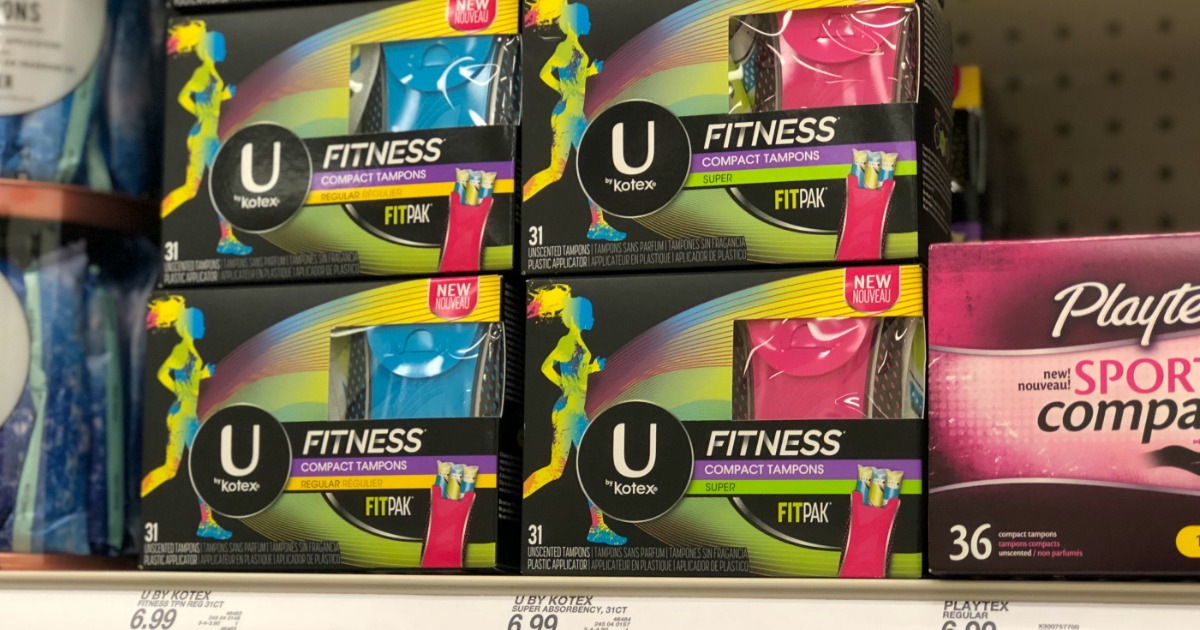 ONS
ER
NEW
NOUVEAU
U
by Kotex®
FITNESS*
COMPACT TAMPONS
REGULAR RÉGULIER
FITPAK*
31
UNSCENTED TAMPONS | TAMPONS SANS PARFUM | TAMPONES SIN FRAGANCIA
PLASTIC APPLICATOR | APPLICATEUR EN PLASTIQUE | APLICADOR DE PLÁSTICO
U
by Kotex®
FITNESS*
COMPACT TAMPONS
SUPER
FITPAK*
31
UNSCENTED TAMPONS | TAMPONS SANS PARFUM | TAMPONES SIN FRAGANCIA
PLASTIC APPLICATOR | APPLICATEUR EN PLASTIQUE | APLICADOR DE PLÁSTICO
NEW
NOUVEAU
U
by Kotex®
FITNESS*
COMPACT TAMPONS
REGULAR RÉGULIER
FITPAK*
31
UNSCENTED TAMPONS | TAMPONS SANS PARFUM | TAMPONES SIN FRAGANCIA
PLASTIC APPLICATOR | APPLICATEUR EN PLASTIQUE | APLICADOR DE PLÁSTICO
NEW
NOUVEAU
U
by Kotex®
FITNESS*
COMPACT TAMPONS
SUPER
FITPAK*
31
UNSCENTED TAMPONS | TAMPONS SANS PARFUM | TAMPONES SIN FRAGANCIA
PLASTIC APPLICATOR | APPLICATEUR EN PLASTIQUE | APLICADOR DE PLÁSTICO
Playte
new!
nouveau!
SPOR
compa
36
compact tampons
tampons compacts
unscented / non parfumés
U BY KOTEX
FITNESS TPN REG 31CT
6.99
U BY KOTEX
SUPER ABSORBENCY, 31CT
6.99
PLAYTEX
REGULAR
6.99